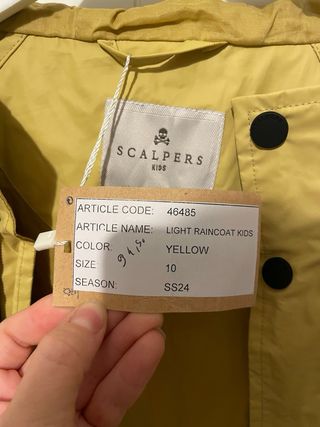 SCALPERS
KIDS
ARTICLE CODE: 46485
ARTICLE NAME: LIGHT RAINCOAT KIDS
COLOR: YELLOW
SIZE 10
SEASON: SS24